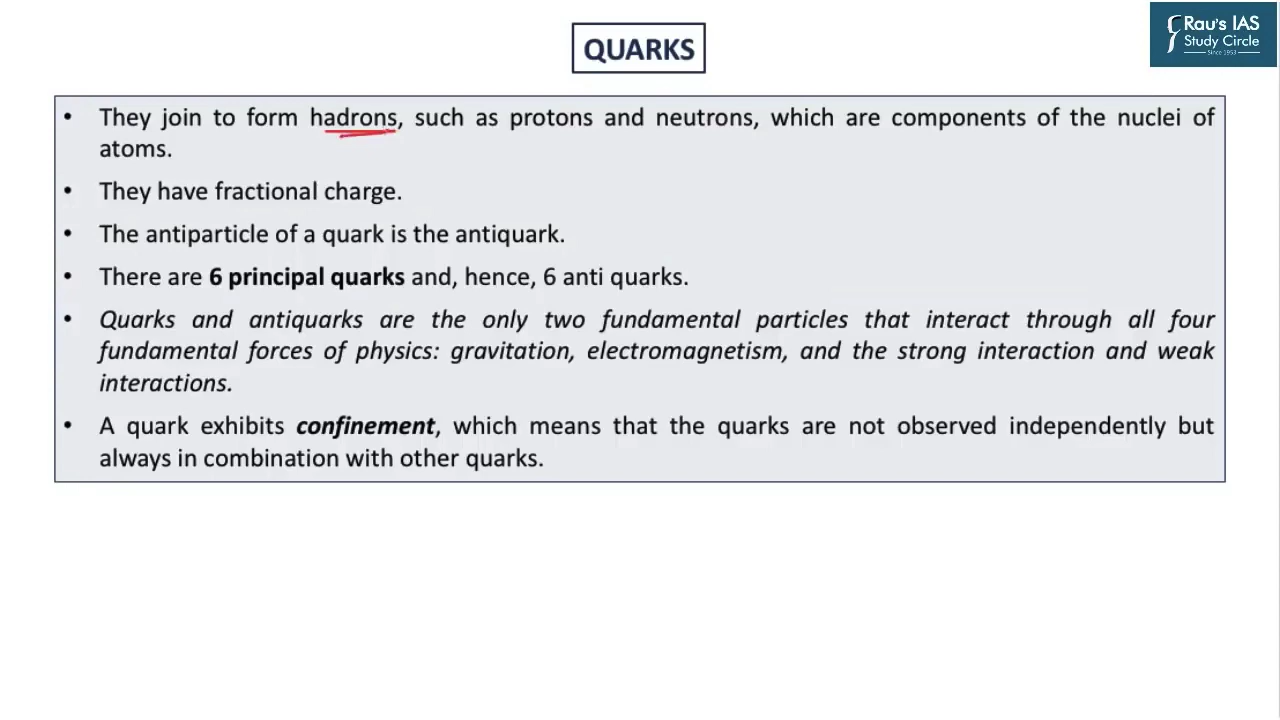 QUARKS
Rau's IAS
Study Circle
Since 1953
• They join to form hadrons, such as protons and neutrons, which are components of the nuclei of
atoms.
• They have fractional charge.
• The antiparticle of a quark is the antiquark.
• There are 6 principal quarks and, hence, 6 anti quarks.
• Quarks and antiquarks are the only two fundamental particles that interact through all four
fundamental forces of physics: gravitation, electromagnetism, and the strong interaction and weak
interactions.
• A quark exhibits confinement, which means that the quarks are not observed independently but
always in combination with other quarks.